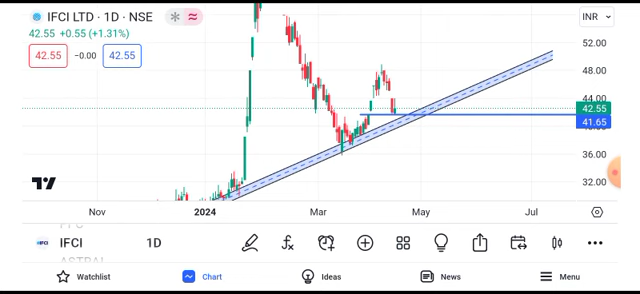 IFCI LTD · 1D · NSE
INR
42.55 +0.55 (+1.31%)
42.55 −0.00 42.55
52.00
48.00
44.00
42.55
41.65
36.00
32.00
Nov 2024 Mar May Jul
IFCI 1D
ASTRAL
Watchlist Chart Ideas News Menu